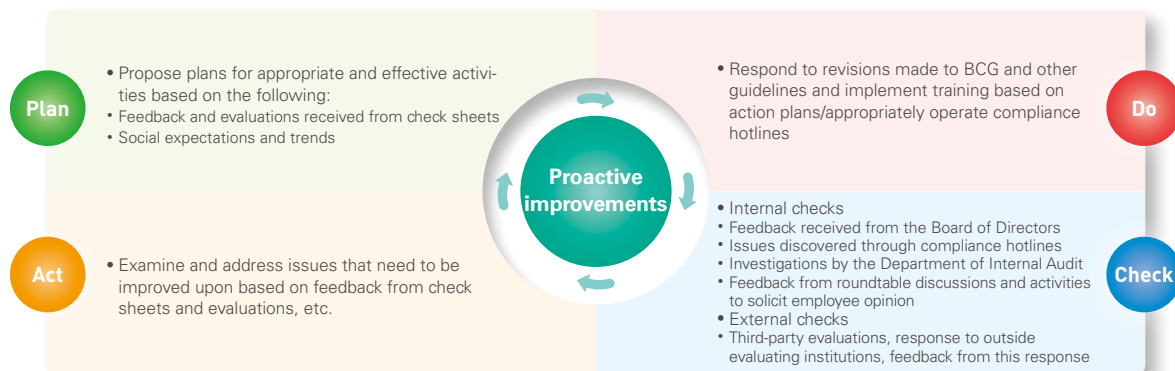 Plan
• Propose plans for appropriate and effective activi-
ties based on the following:
• Feedback and evaluations received from check sheets
• Social expectations and trends
Do
• Respond to revisions made to BCG and other
guidelines and implement training based on
action plans/appropriately operate compliance
hotlines
Proactive
improvements
Act
• Examine and address issues that need to be
improved upon based on feedback from check
sheets and evaluations, etc.
Check
• Internal checks
• Feedback received from the Board of Directors
• Issues discovered through compliance hotlines
• Investigations by the Department of Internal Audit
• Feedback from roundtable discussions and activities
to solicit employee opinion
• External checks
• Third-party evaluations, response to outside
evaluating institutions, feedback from this response